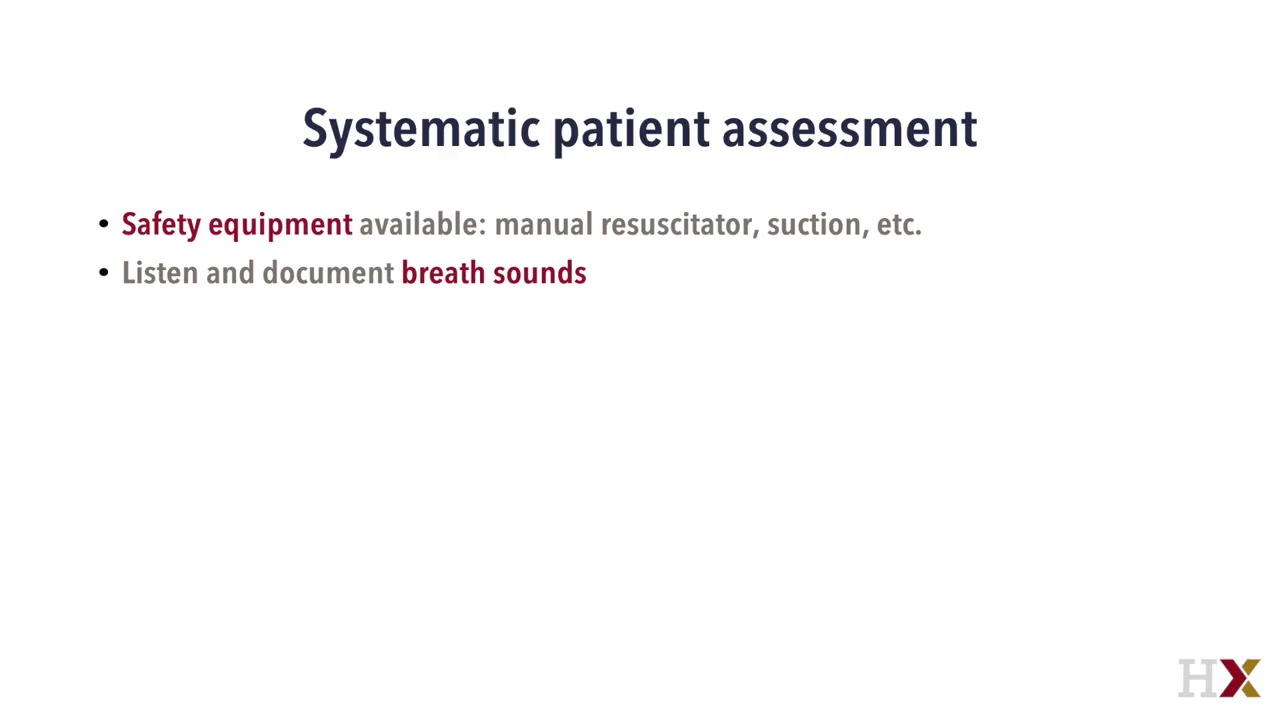 Systematic patient assessment
• Safety equipment available: manual resuscitator, suction, etc.
• Listen and document breath sounds
HX